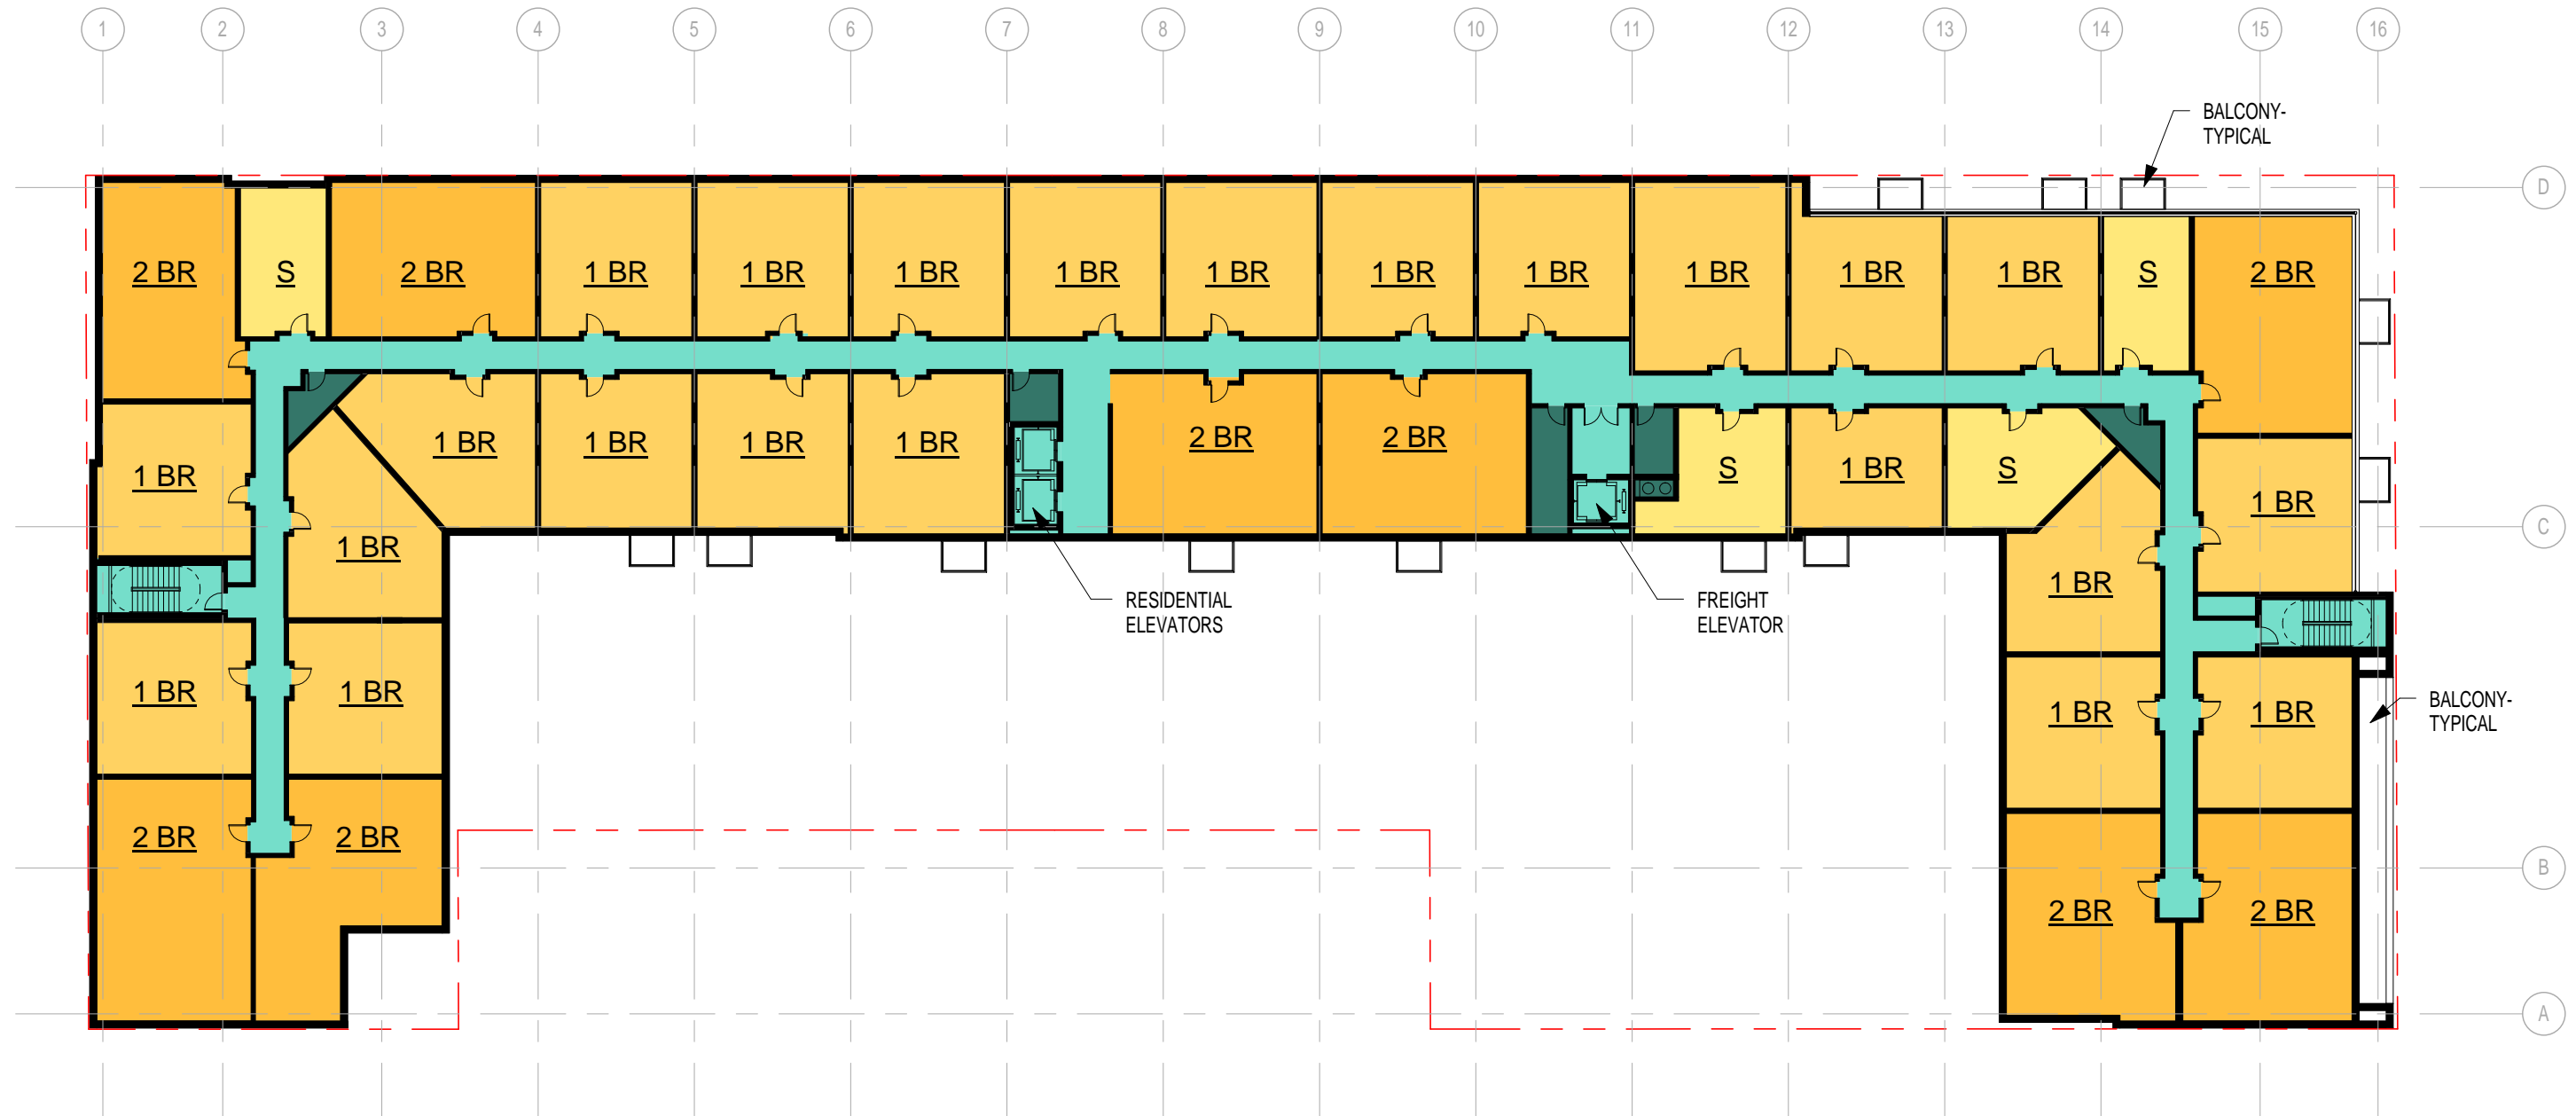 1 2 3 4 5 6 7 8 9 10 11 12 13 14 15 16
BALCONY-
TYPICAL
D
2 BR S 2 BR 1 BR 1 BR 1 BR 1 BR 1 BR 1 BR 1 BR 1 BR 1 BR 1 BR S 2 BR
1 BR 1 BR 1 BR 1 BR 1 BR 2 BR 2 BR S 1 BR S 1 BR
C
1 BR 1 BR
RESIDENTIAL
ELEVATORS
FREIGHT
ELEVATOR
1 BR 1 BR 1 BR 1 BR
BALCONY-
TYPICAL
2 BR 2 BR
B
2 BR 2 BR
A